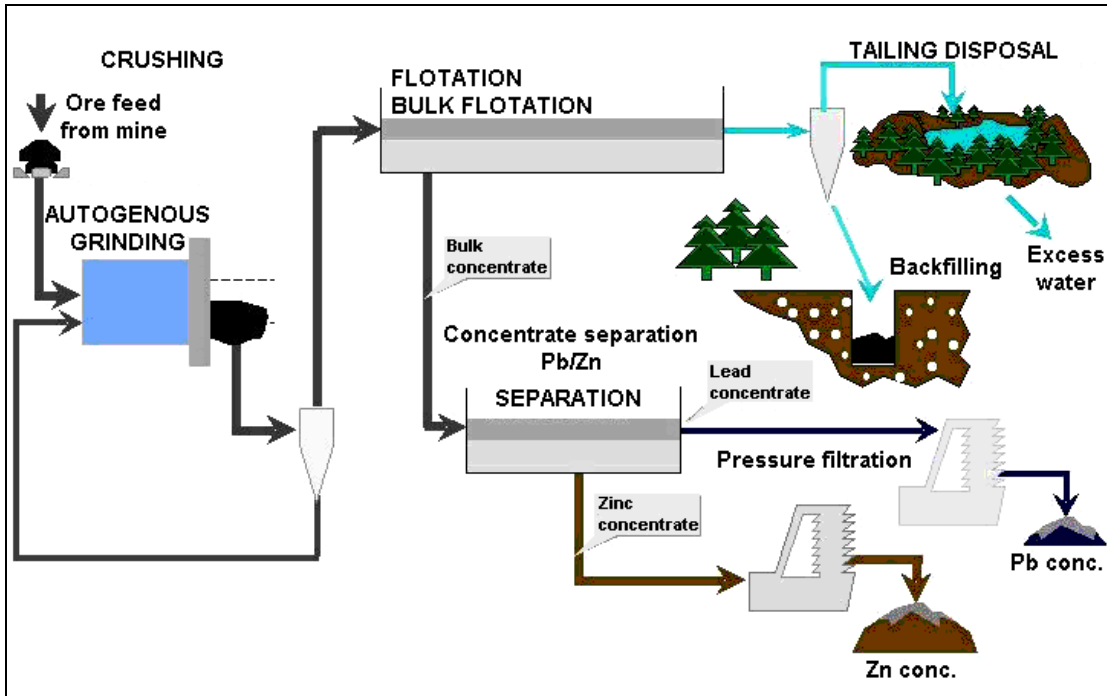 CRUSHING
Ore feed
from mine
AUTOGENOUS
GRINDING
FLOTATION
BULK FLOTATION
TAILING DISPOSAL
Excess
water
Backfilling
Bulk
concentrate
Concentrate separation
Pb/Zn
SEPARATION
Lead
concentrate
Pressure filtration
Zinc
concentrate
Pb conc.
Zn conc.